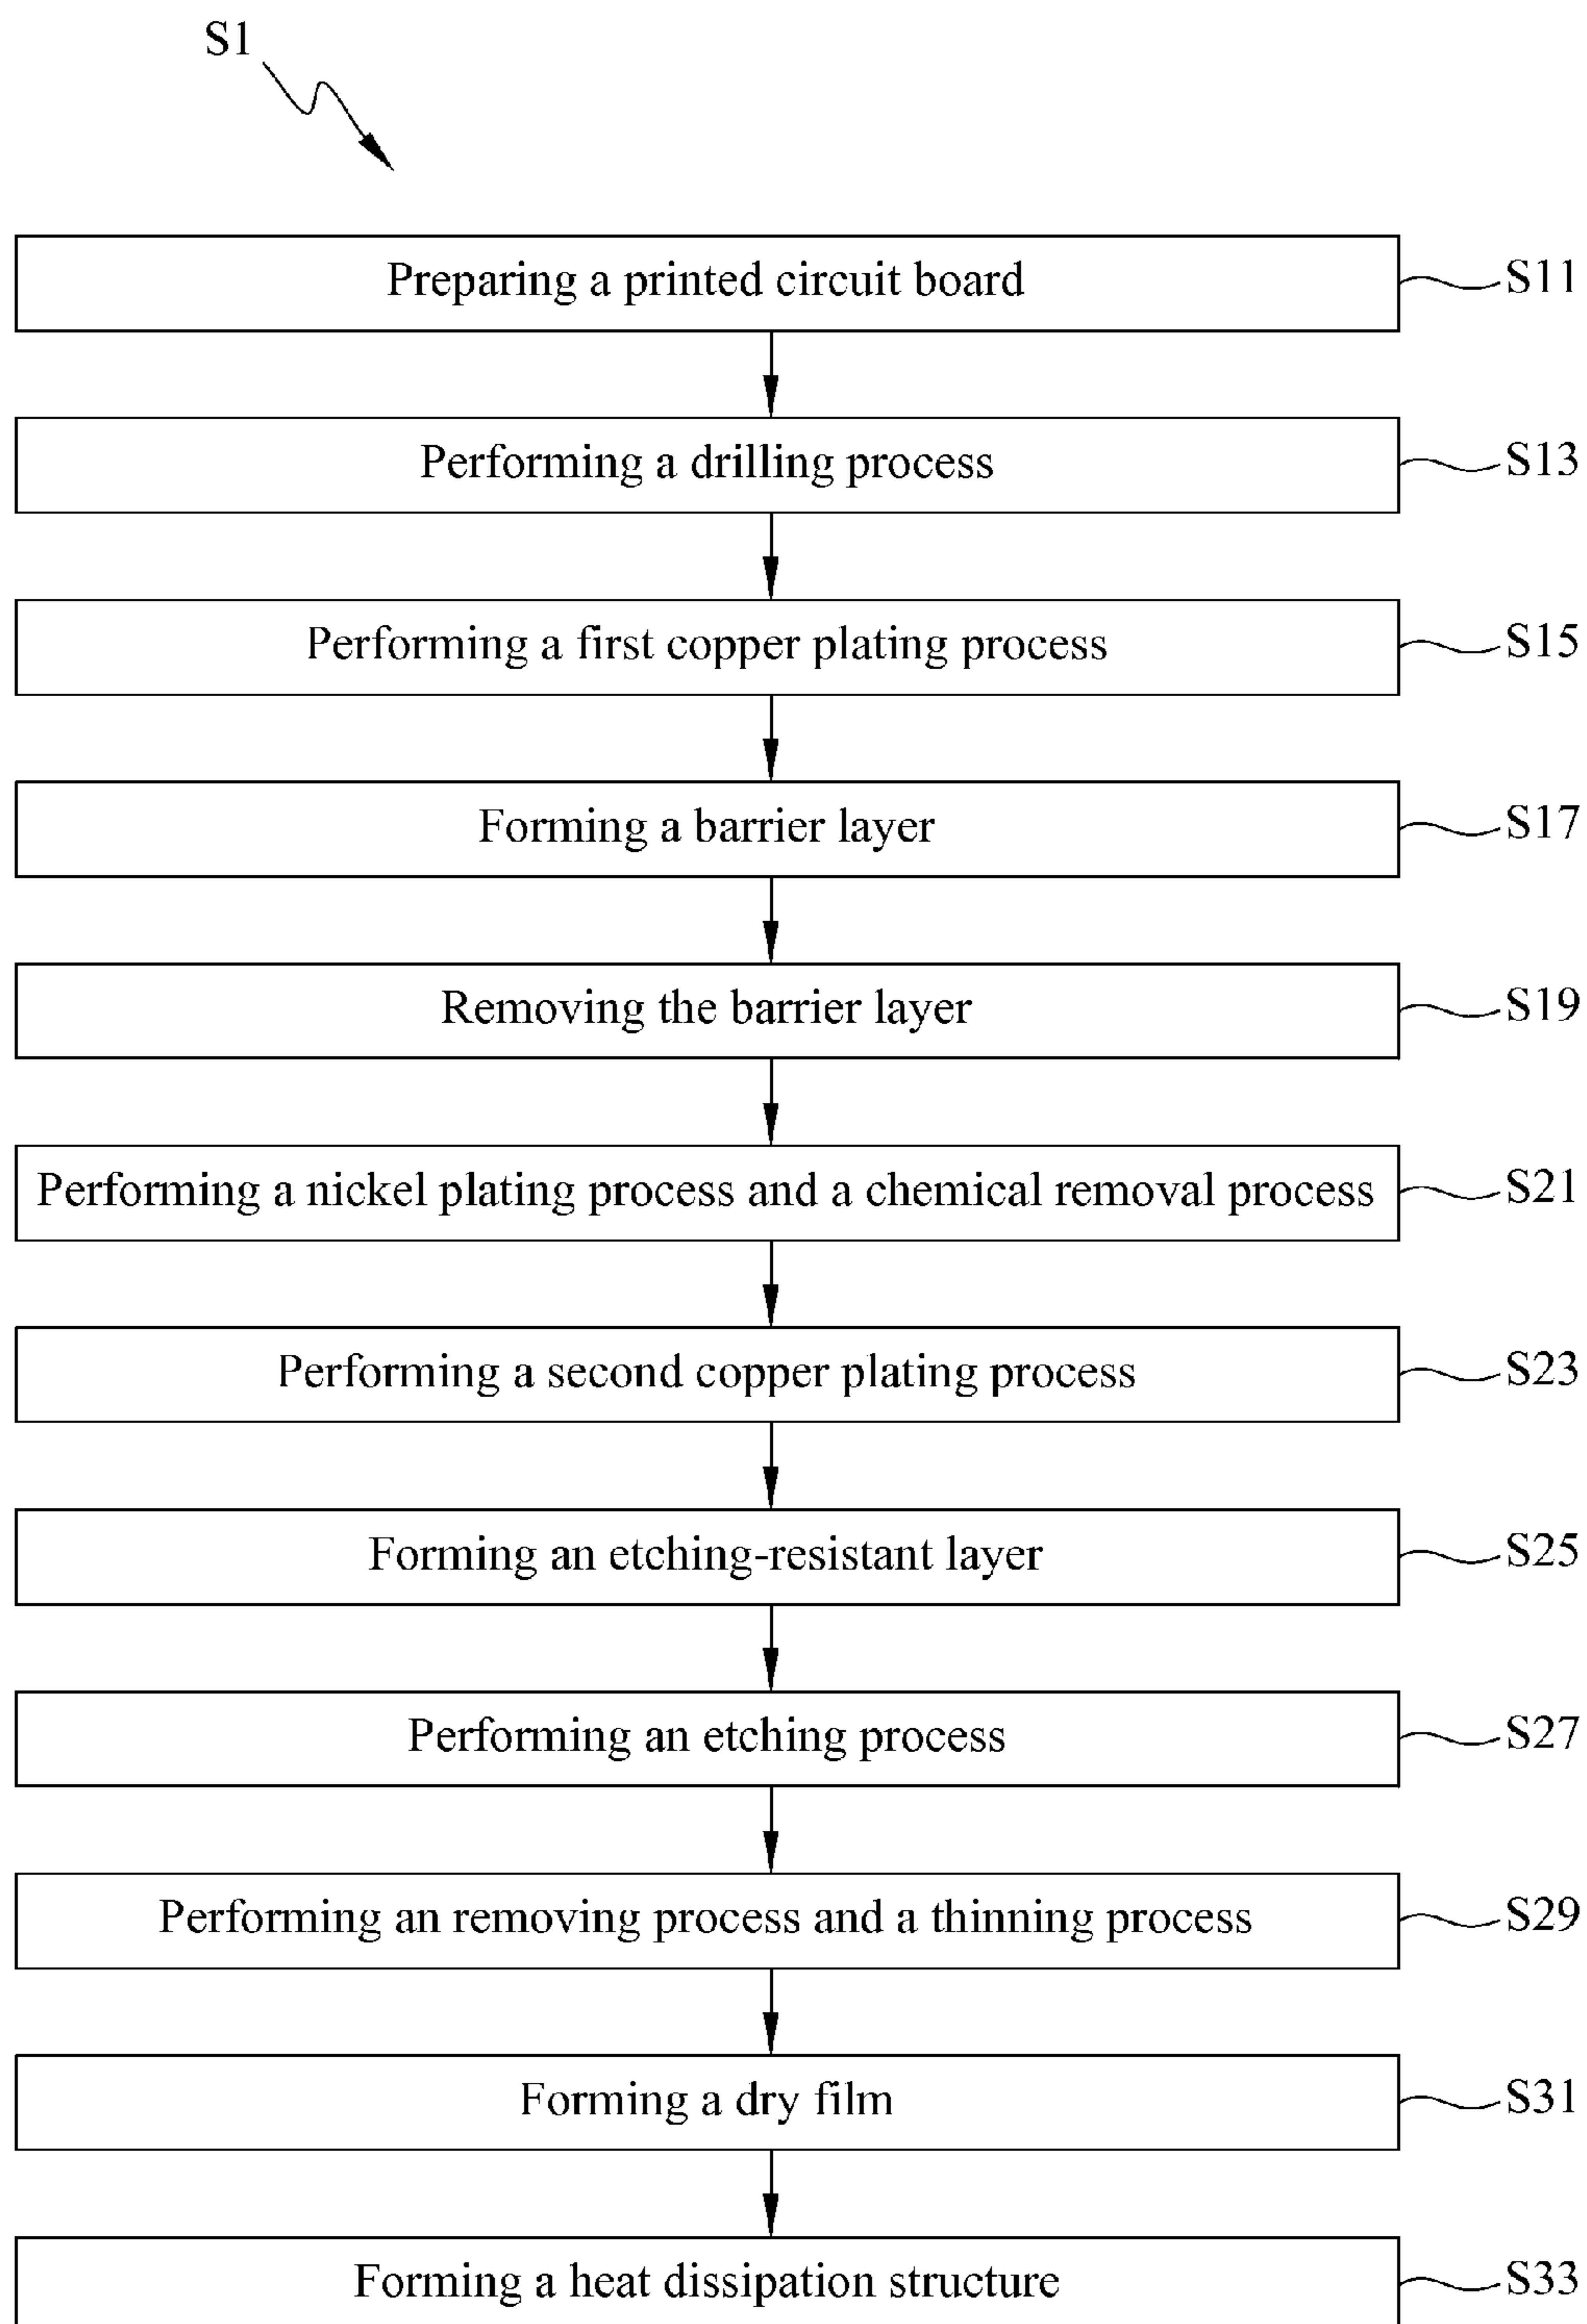 S1
Preparing a printed circuit board
S11
Performing a drilling process
S13
Performing a first copper plating process
S15
Forming a barrier layer
S17
Removing the barrier layer
S19
Performing a nickel plating process and a chemical removal process
S21
Performing a second copper plating process
S23
Forming an etching-resistant layer
S25
Performing an etching process
S27
Performing an removing process and a thinning process
S29
Forming a dry film
S31
Forming a heat dissipation structure
S33